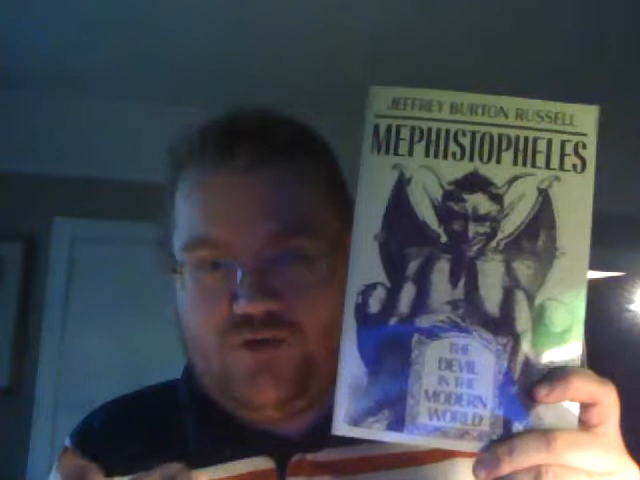 JEFFREY BURTON RUSSELL
MEPHISTOPHELES
THE
DEVIL
IN THE
MODERN
WORLD